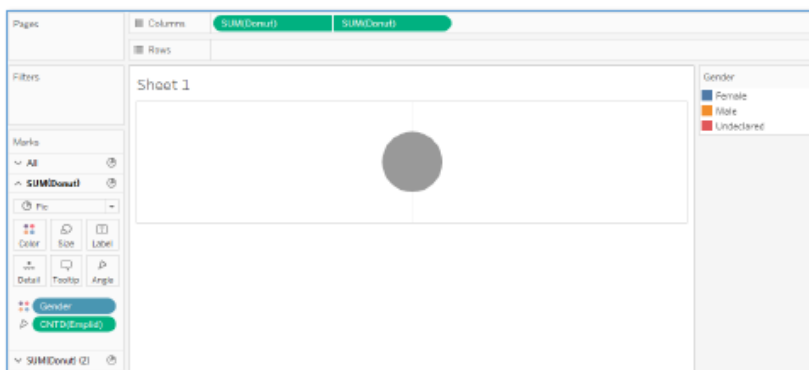 Pages
Columns
SUM(Donut)
SUM(Donut)
Rows
Filters
Sheet 1
Gender
Female
Male
Undeclared
Marks
All
SUM(Donut)
Pie
Color
Size
Label
Detail
Tooltip
Angle
Gender
CNTD(Emplid)
SUM(Donut) (2)